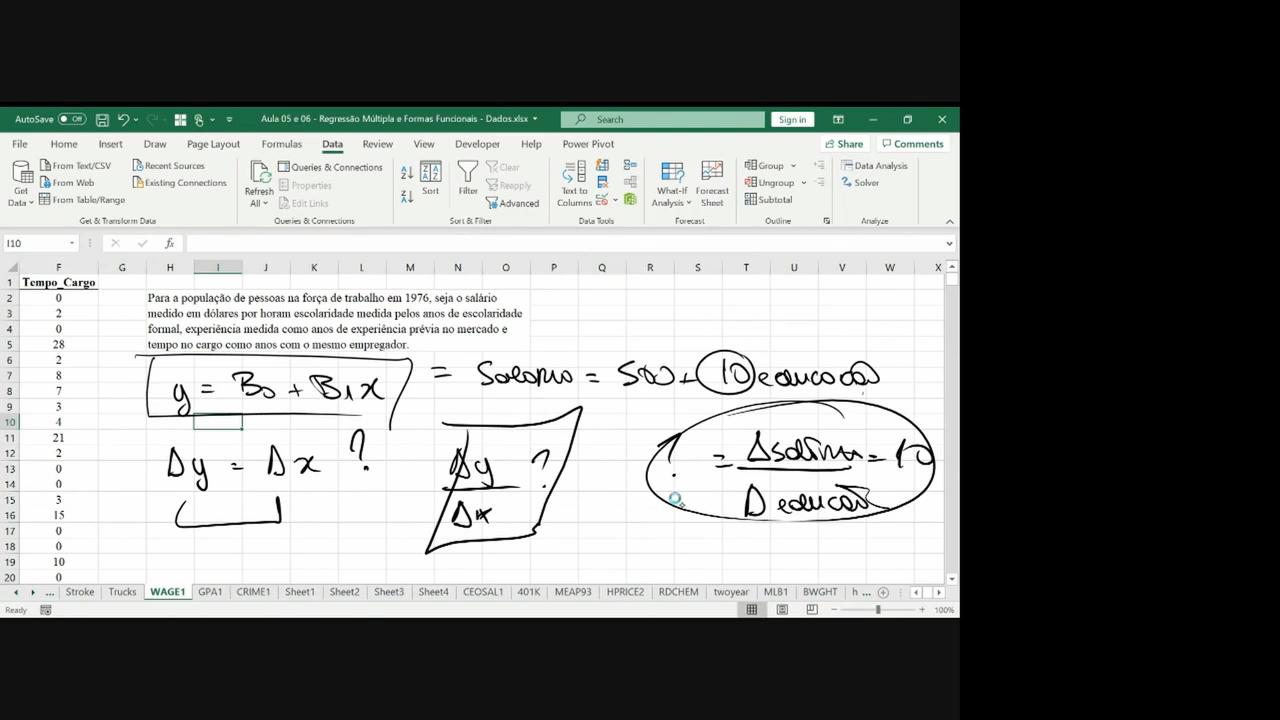 AutoSave Off
Aula 05 e 06 - Regressão Múltipla e Formas Funcionais - Dados.xlsx
Search
Sign in
File Home Insert Draw Page Layout Formulas Data Review View Developer Help Power Pivot
Share Comments
Get Data
From Text/CSV
From Web
From Table/Range
Recent Sources
Existing Connections
Get & Transform Data
Refresh All
Queries & Connections
Properties
Edit Links
Queries & Connections
Sort
Filter
Clear
Reapply
Advanced
Sort & Filter
Text to Columns
Data Tools
What-If Analysis
Forecast Sheet
Forecast
Group
Ungroup
Subtotal
Outline
Data Analysis
Solver
Analyze
I10
fx
F G H I J K L M N O P Q R S T U V W X
1 Tempo_Cargo
2 0 Para a população de pessoas na força de trabalho em 1976, seja o salário
3 2 medido em dólares por horam escolaridade medida pelos anos de escolaridade
4 0 formal, experiência medida como anos de experiência prévia no mercado e
5 28 tempo no cargo como anos com o mesmo empregador.
6 2
7 8
8 7
9 3
10 4
11 21
12 2
13 0
14 0
15 3
16 15
17 0
18 0
19 10
20 0
y = B0 + B1x = Salario = 500 + 10 educação
Δy = Δx ?
Δy ?
Δx
? = Δsalário = 10
Δ educação
... Stroke Trucks WAGE1 GPA1 CRIME1 Sheet1 Sheet2 Sheet3 Sheet4 CEOSAL1 401K MEAP93 HPRICE2 RDCHEM twoyear MLB1 BWGHT h ...
Ready
100%